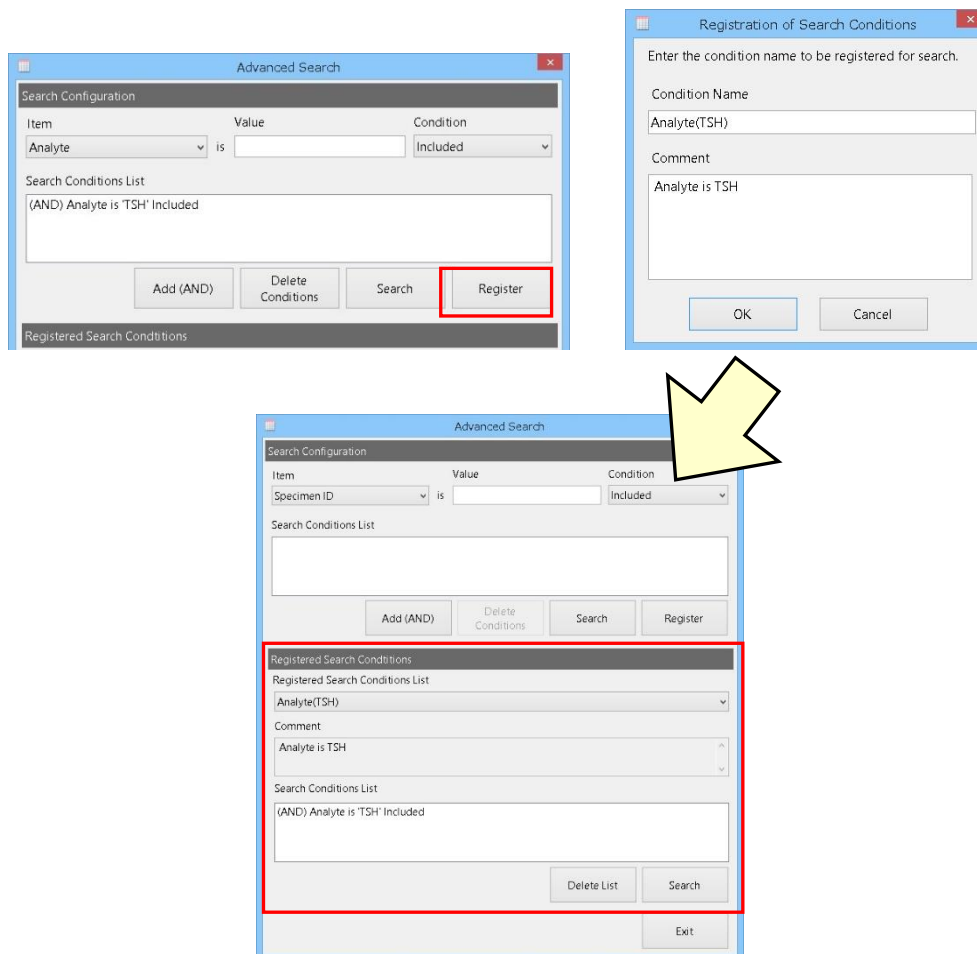 Advanced Search
Search Configuration
Item Value Condition
Analyte is Included
Search Conditions List
(AND) Analyte is 'TSH' Included
Add (AND) Delete Conditions Search Register
Registered Search Condtitions
Registration of Search Conditions
Enter the condition name to be registered for search.
Condition Name
Analyte(TSH)
Comment
Analyte is TSH
OK Cancel
Advanced Search
Search Configuration
Item Value Condition
Specimen ID is Included
Search Conditions List
Add (AND) Delete Conditions Search Register
Registered Search Condtitions
Registered Search Conditions List
Analyte(TSH)
Comment
Analyte is TSH
Search Conditions List
(AND) Analyte is 'TSH' Included
Delete List Search
Exit